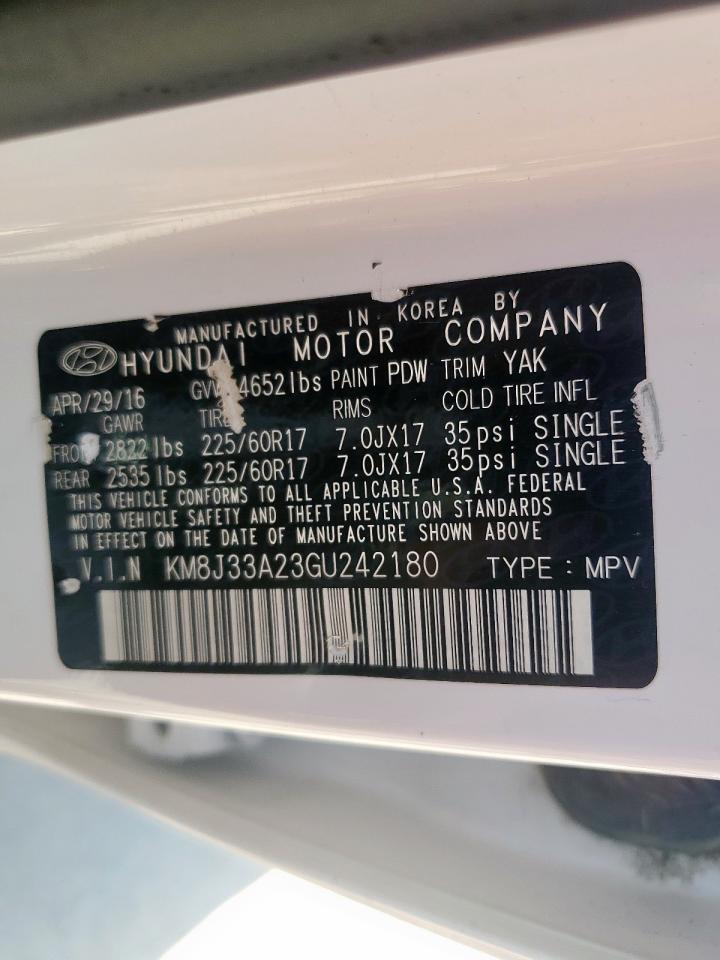 MANUFACTURED IN KOREA BY
HYUNDAI MOTOR COMPANY
APR/29/16 4652lbs PAINT PDW TRIM YAK
GAWR RIMS COLD TIRE INFL
2822lbs 225/60R17 7.0JX17 35psi SINGLE
REAR 2535lbs 225/60R17 7.0JX17 35psi SINGLE
THIS VEHICLE CONFORMS TO ALL APPLICABLE U.S.A. FEDERAL
MOTOR VEHICLE SAFETY AND THEFT PREVENTION STANDARDS
IN EFFECT ON THE DATE OF MANUFACTURE SHOWN ABOVE
V.I.N KM8J33A23GU242180 TYPE : MPV